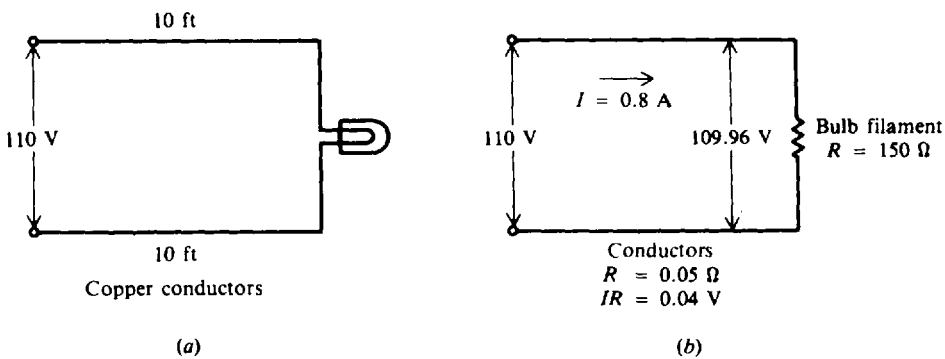 10 ft
110 V
10 ft
Copper conductors
(a)
I = 0.8 A
110 V
109.96 V
Bulb filament
R = 150 Ω
Conductors
R = 0.05 Ω
IR = 0.04 V
(b)